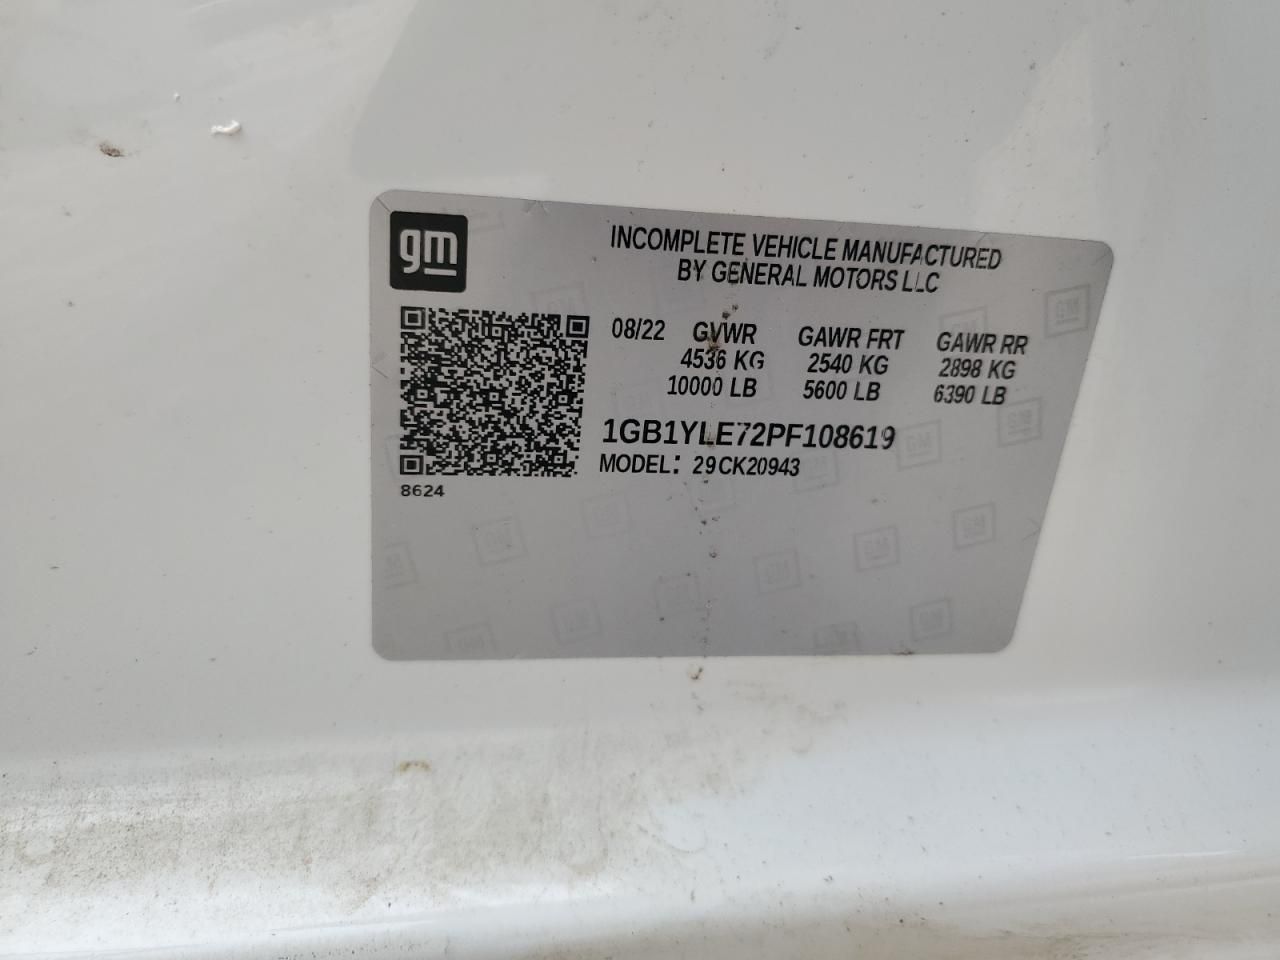 gm
INCOMPLETE VEHICLE MANUFACTURED
BY GENERAL MOTORS LLC
08/22 GVWR GAWR FRT GAWR RR
4536 KG 2540 KG 2898 KG
10000 LB 5600 LB 6390 LB
1GB1YLE72PF108619
MODEL: 29CK20943
8624